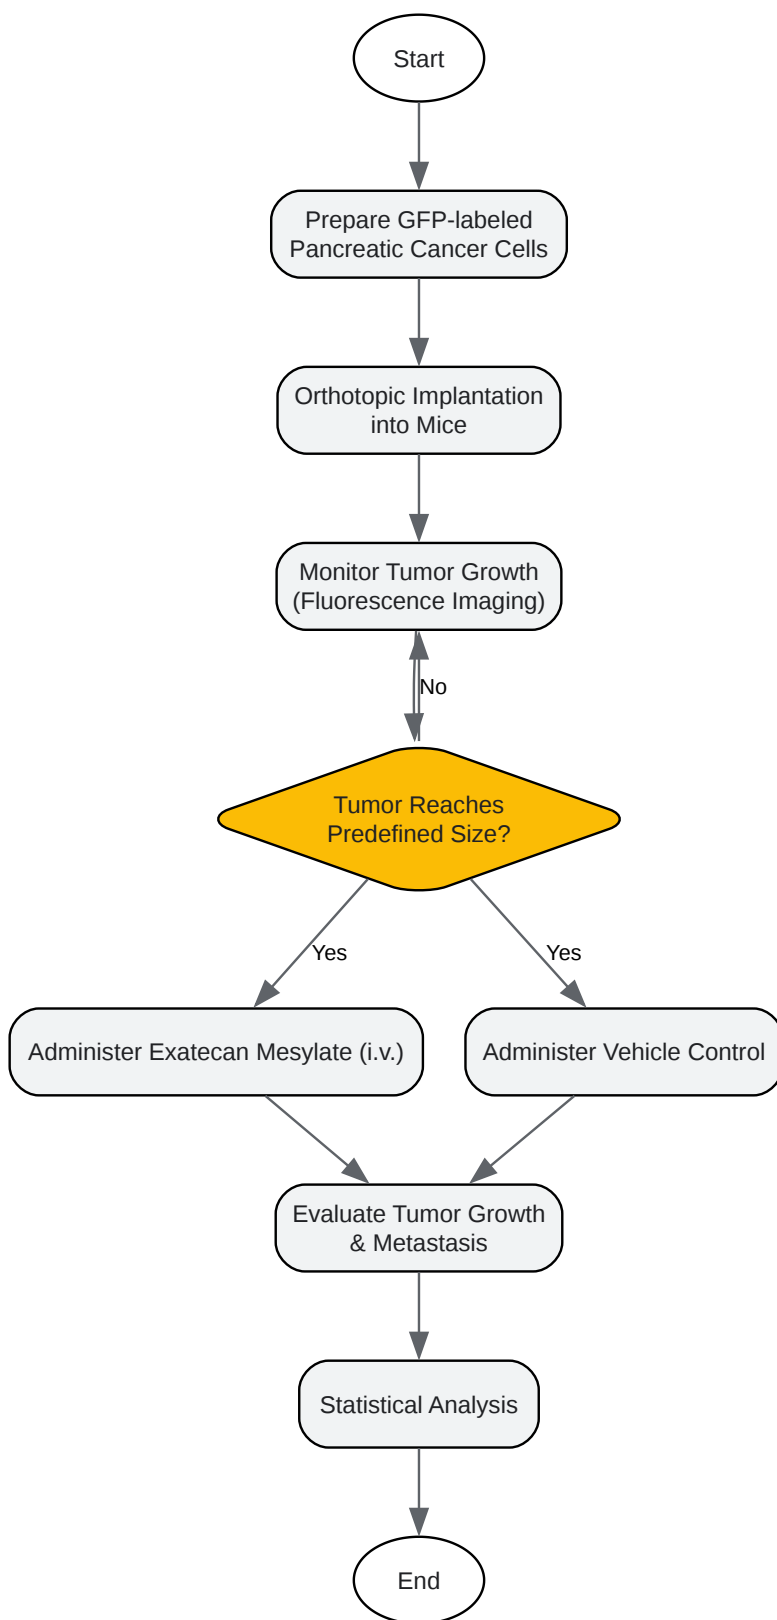 Start
Prepare GFP-labeled
Pancreatic Cancer Cells
Orthotopic Implantation
into Mice
Monitor Tumor Growth
(Fluorescence Imaging)
No
Tumor Reaches
Predefined Size?
Yes
Yes
Administer Exatecan Mesylate (i.v.)
Administer Vehicle Control
Evaluate Tumor Growth
& Metastasis
Statistical Analysis
End